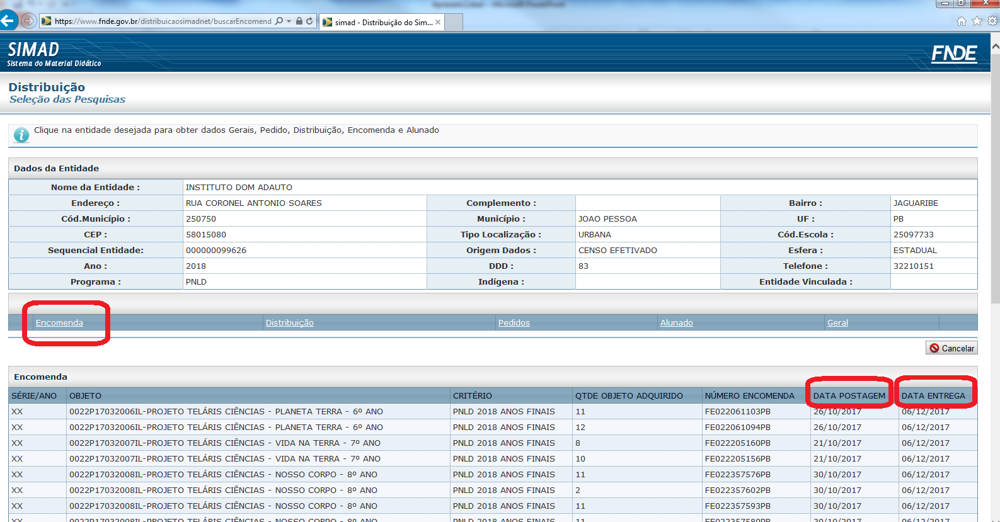 https://www.fnde.gov.br/distribuicaosimadnet/buscarEncomend
simad - Distribuição do Sim...
SIMAD
Sistema do Material Didático
FNDE
Distribuição
Seleção das Pesquisas
Clique na entidade desejada para obter dados Gerais, Pedido, Distribuição, Encomenda e Alunado
Dados da Entidade
Nome da Entidade : INSTITUTO DOM ADAUTO
Endereço : RUA CORONEL ANTONIO SOARES Complemento : Bairro : JAGUARIBE
Cód.Município : 250750 Município : JOAO PESSOA UF : PB
CEP : 58015080 Tipo Localização : URBANA Cód.Escola : 25097733
Sequencial Entidade: 000000099626 Origem Dados : CENSO EFETIVADO Esfera : ESTADUAL
Ano : 2018 DDD : 83 Telefone : 32210151
Programa : PNLD Indígena : Entidade Vinculada :
Encomenda Distribuição Pedidos Alunado Geral
Cancelar
Encomenda
SÉRIE/ANO OBJETO CRITÉRIO QTDE OBJETO ADQUIRIDO NÚMERO ENCOMENDA DATA POSTAGEM DATA ENTREGA
XX 0022P17032006IL-PROJETO TELÁRIS CIÊNCIAS - PLANETA TERRA - 6º ANO PNLD 2018 ANOS FINAIS 11 FE022061103PB 26/10/2017 06/12/2017
XX 0022P17032006IL-PROJETO TELÁRIS CIÊNCIAS - PLANETA TERRA - 6º ANO PNLD 2018 ANOS FINAIS 12 FE022061094PB 26/10/2017 06/12/2017
XX 0022P17032007IL-PROJETO TELÁRIS CIÊNCIAS - VIDA NA TERRA - 7º ANO PNLD 2018 ANOS FINAIS 8 FE022205160PB 21/10/2017 06/12/2017
XX 0022P17032007IL-PROJETO TELÁRIS CIÊNCIAS - VIDA NA TERRA - 7º ANO PNLD 2018 ANOS FINAIS 10 FE022205156PB 21/10/2017 06/12/2017
XX 0022P17032008IL-PROJETO TELÁRIS CIÊNCIAS - NOSSO CORPO - 8º ANO PNLD 2018 ANOS FINAIS 11 FE022357576PB 30/10/2017 06/12/2017
XX 0022P17032008IL-PROJETO TELÁRIS CIÊNCIAS - NOSSO CORPO - 8º ANO PNLD 2018 ANOS FINAIS 2 FE022357602PB 30/10/2017 06/12/2017
XX 0022P17032008IL-PROJETO TELÁRIS CIÊNCIAS - NOSSO CORPO - 8º ANO PNLD 2018 ANOS FINAIS 11 FE022357593PB 30/10/2017 06/12/2017
XX 0022P17032008IL-PROJETO TELÁRIS CIÊNCIAS - NOSSO CORPO - 8º ANO PNLD 2018 ANOS FINAIS 11 FE022357580PB 30/10/2017 06/12/2017